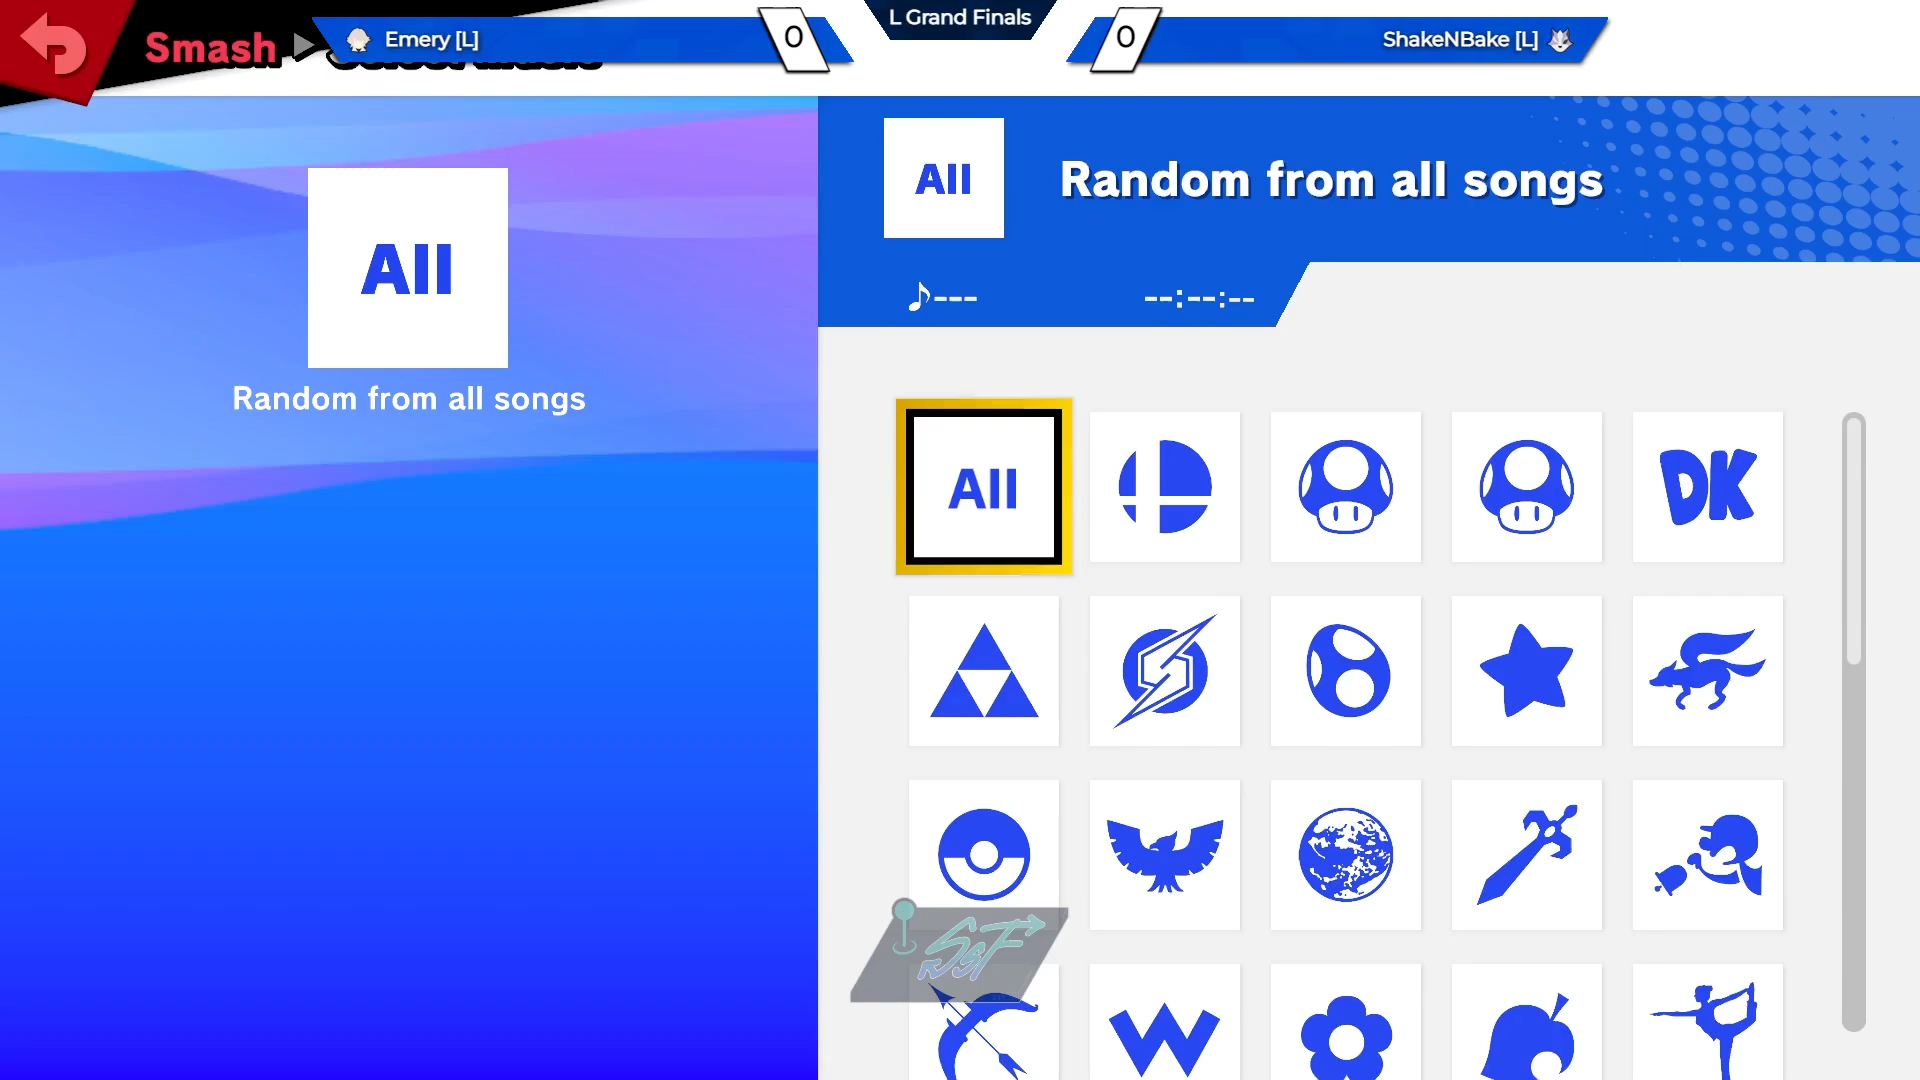 Smash
Emery [L]
0
L Grand Finals
0
ShakeNBake [L]
All
Random from all songs
All
Random from all songs
♪---
--:--:--
All
DK
SSF